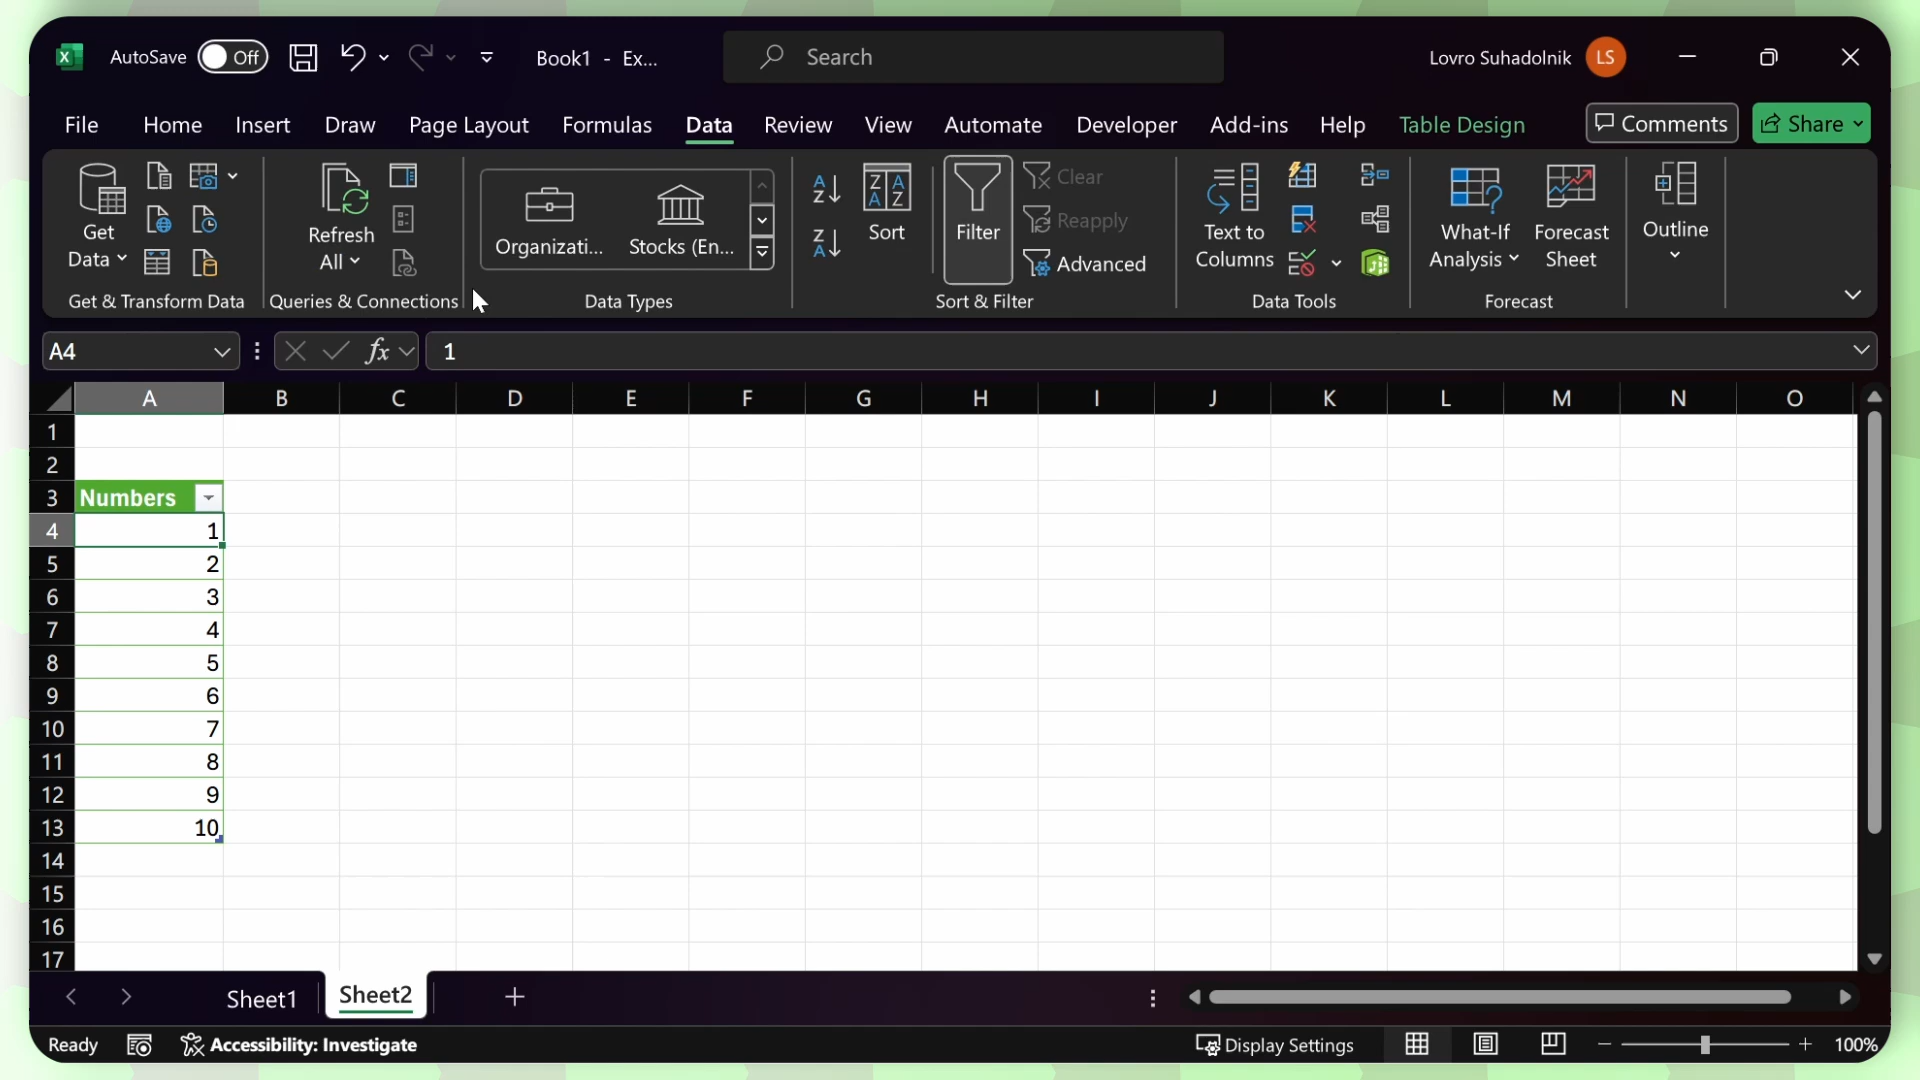 AutoSave Off Book1 - Ex... Search Lovro Suhadolnik LS
File Home Insert Draw Page Layout Formulas Data Review View Automate Developer Add-ins Help Table Design Comments Share
Get Data
Refresh All
Organizati... Stocks (En...
Sort
Filter
Clear
Reapply
Advanced
Text to Columns
What-If Analysis
Forecast Sheet
Outline
Get & Transform Data Queries & Connections Data Types Sort & Filter Data Tools Forecast
A4 fx 1
A B C D E F G H I J K L M N O
1
2
3 Numbers
4 1
5 2
6 3
7 4
8 5
9 6
10 7
11 8
12 9
13 10
14
15
16
17
Sheet1 Sheet2
Ready Accessibility: Investigate Display Settings 100%